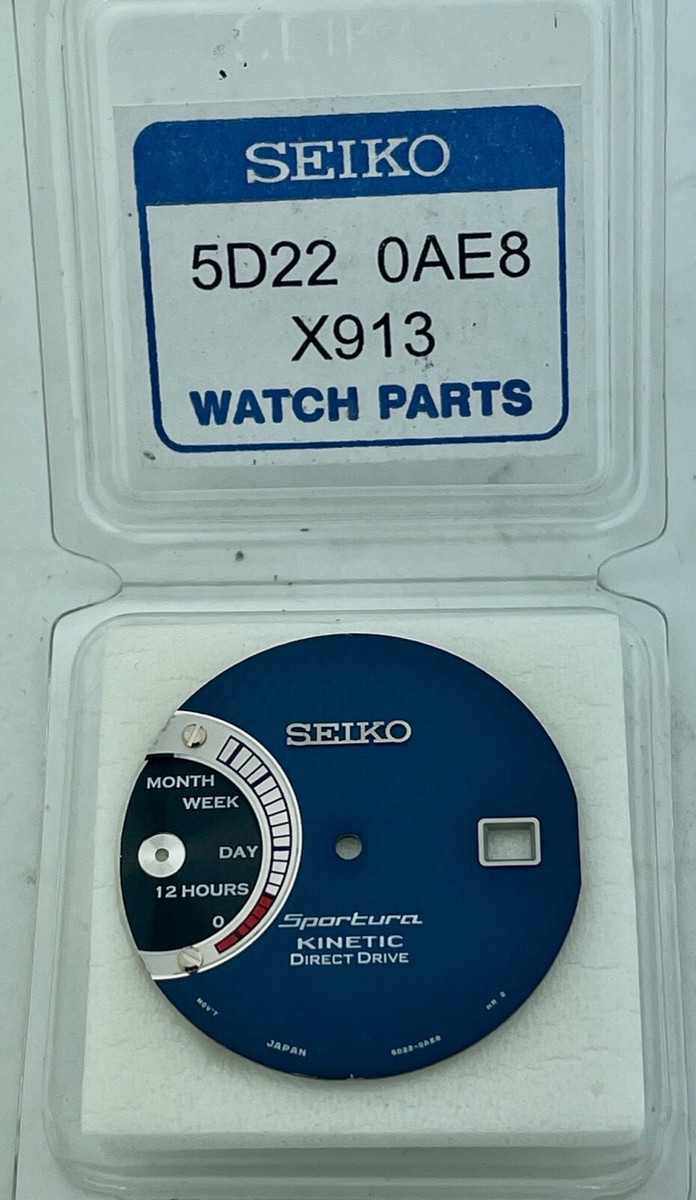 SEIKO
5D22 0AE8
X913
WATCH PARTS
SEIKO
MONTH
WEEK
DAY
12 HOURS
0
Sportura
KINETIC
DIRECT DRIVE
JAPAN